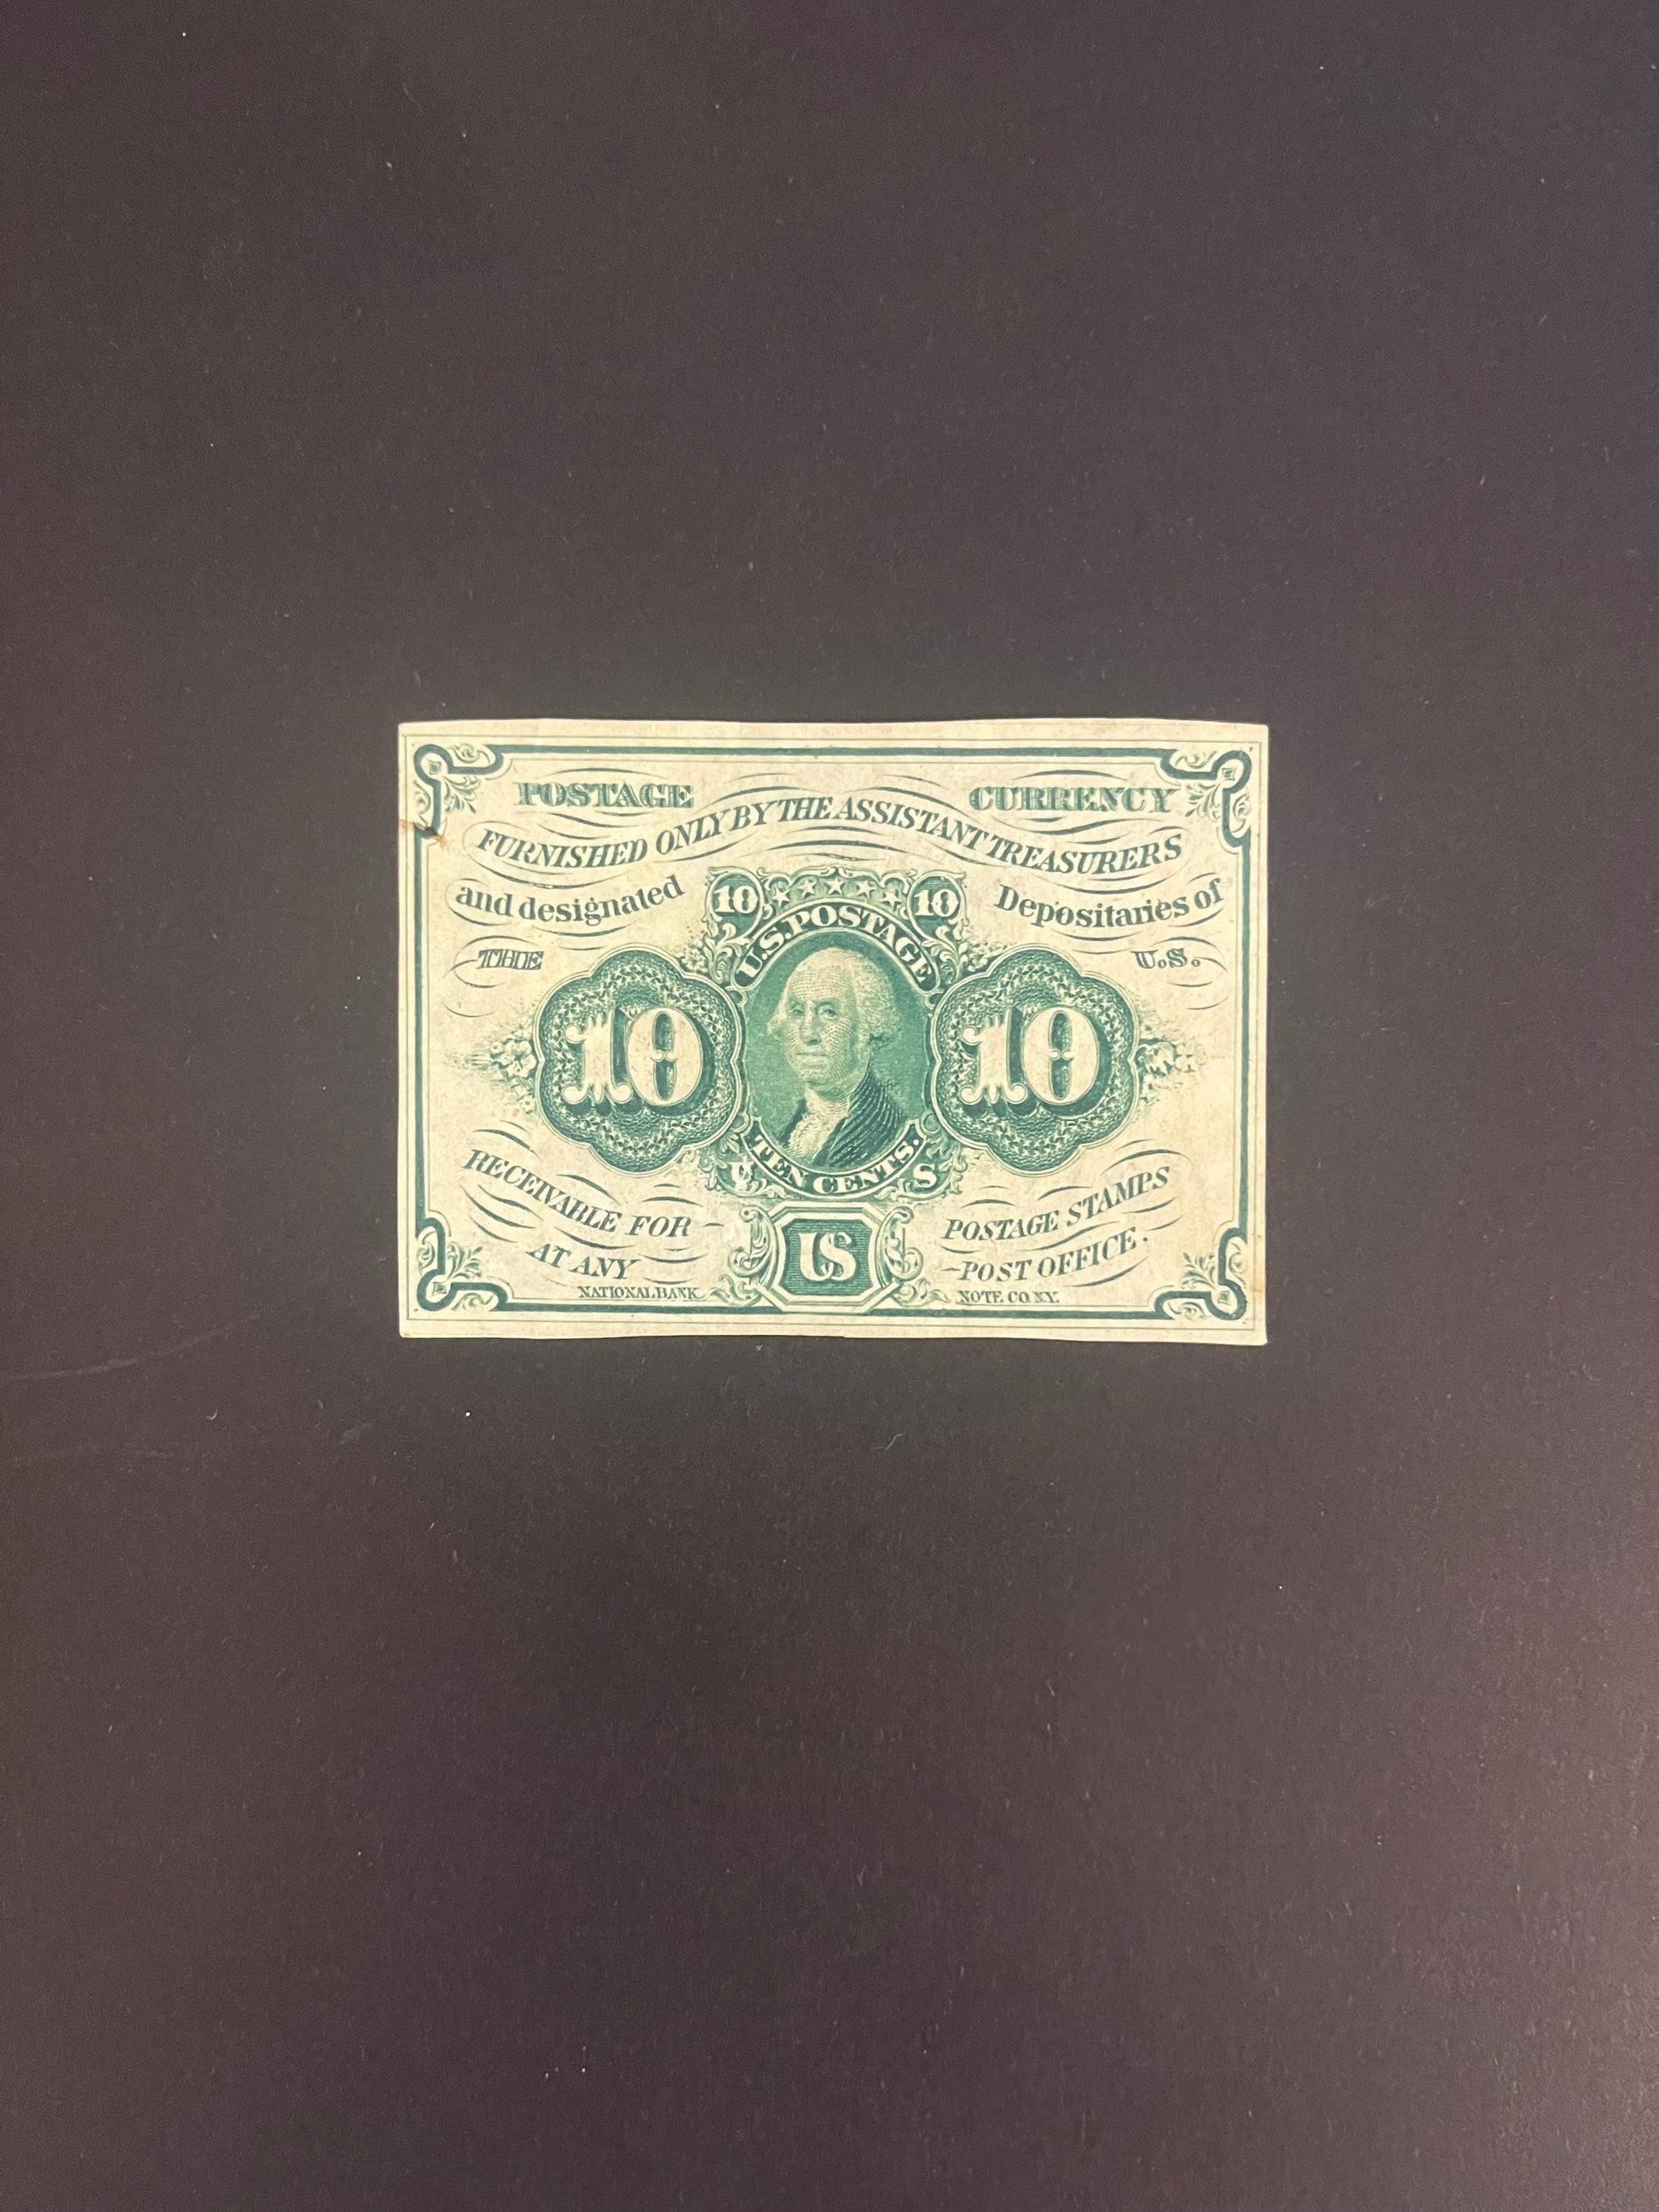 POSTAGE CURRENCY
FURNISHED ONLY BY THE ASSISTANT TREASURERS
and designated Depositaries of
THE U.S.
10 10
U.S. POSTAGE
10 10
TEN CENTS.
U S
RECEIVABLE FOR POSTAGE STAMPS
AT ANY POST OFFICE.
US
NATIONAL BANK NOTE CO. N.Y.